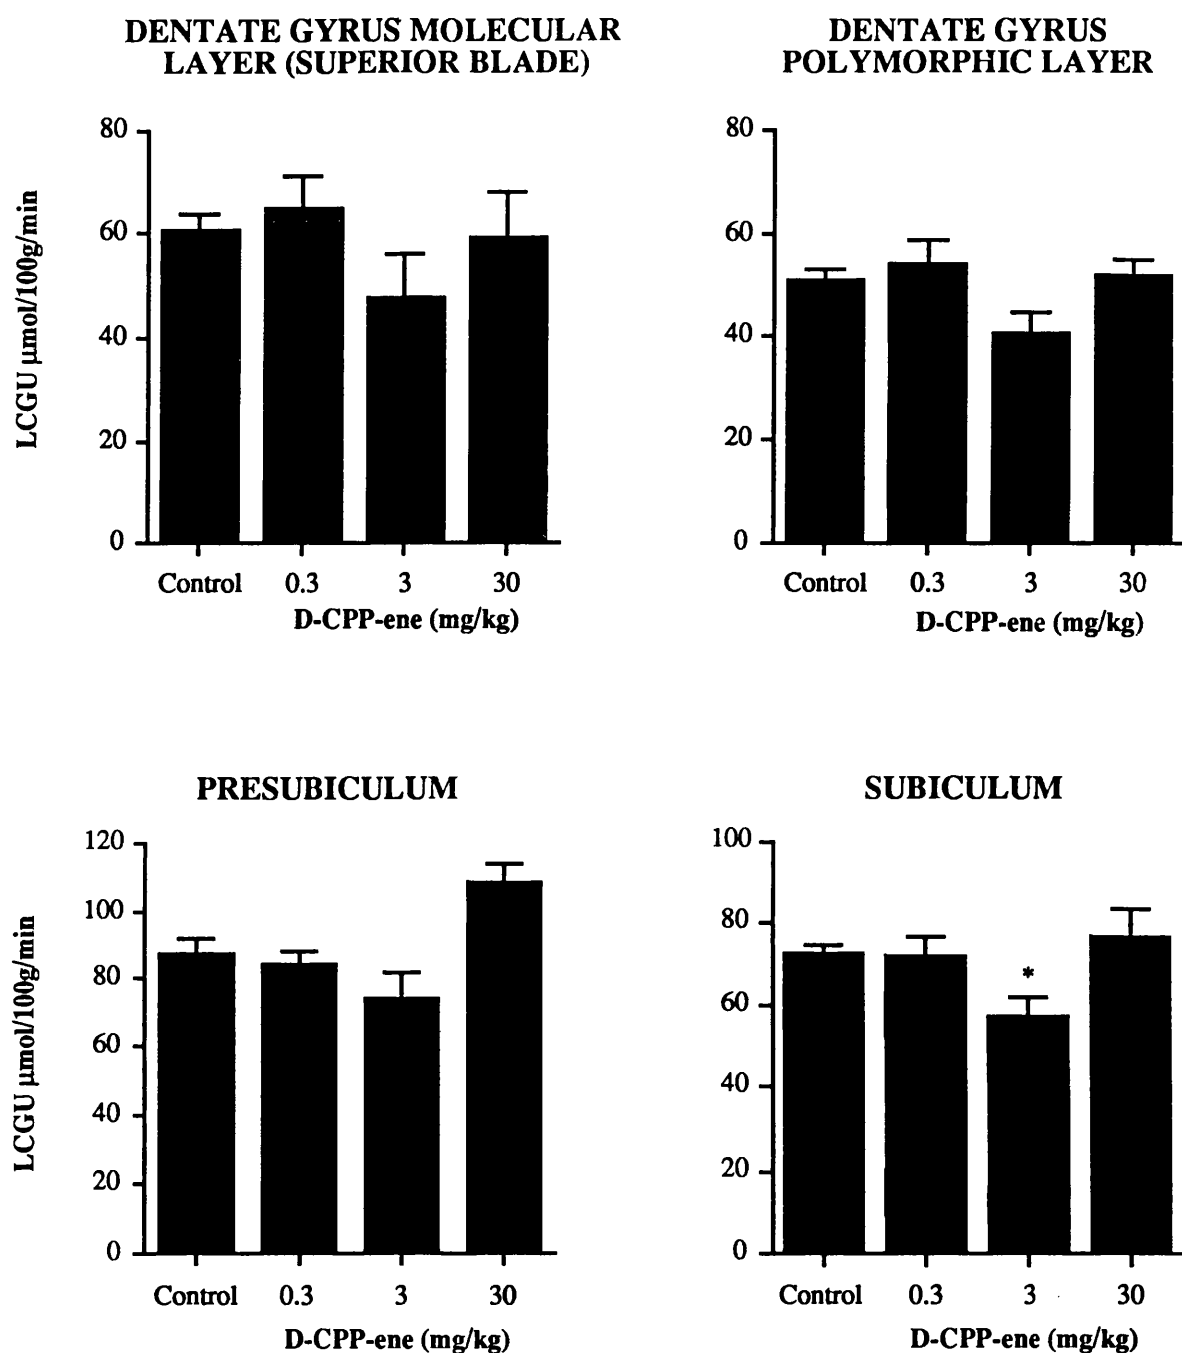 DENTATE GYRUS MOLECULAR
LAYER (SUPERIOR BLADE)
LCGU µmol/100g/min
80
60
40
20
0
Control 0.3 3 30
D-CPP-ene (mg/kg)
DENTATE GYRUS
POLYMORPHIC LAYER
80
60
40
20
0
Control 0.3 3 30
D-CPP-ene (mg/kg)
PRESUBICULUM
LCGU µmol/100g/min
120
100
80
60
40
20
0
Control 0.3 3 30
D-CPP-ene (mg/kg)
SUBICULUM
100
80
60
40
20
0
*
Control 0.3 3 30
D-CPP-ene (mg/kg)